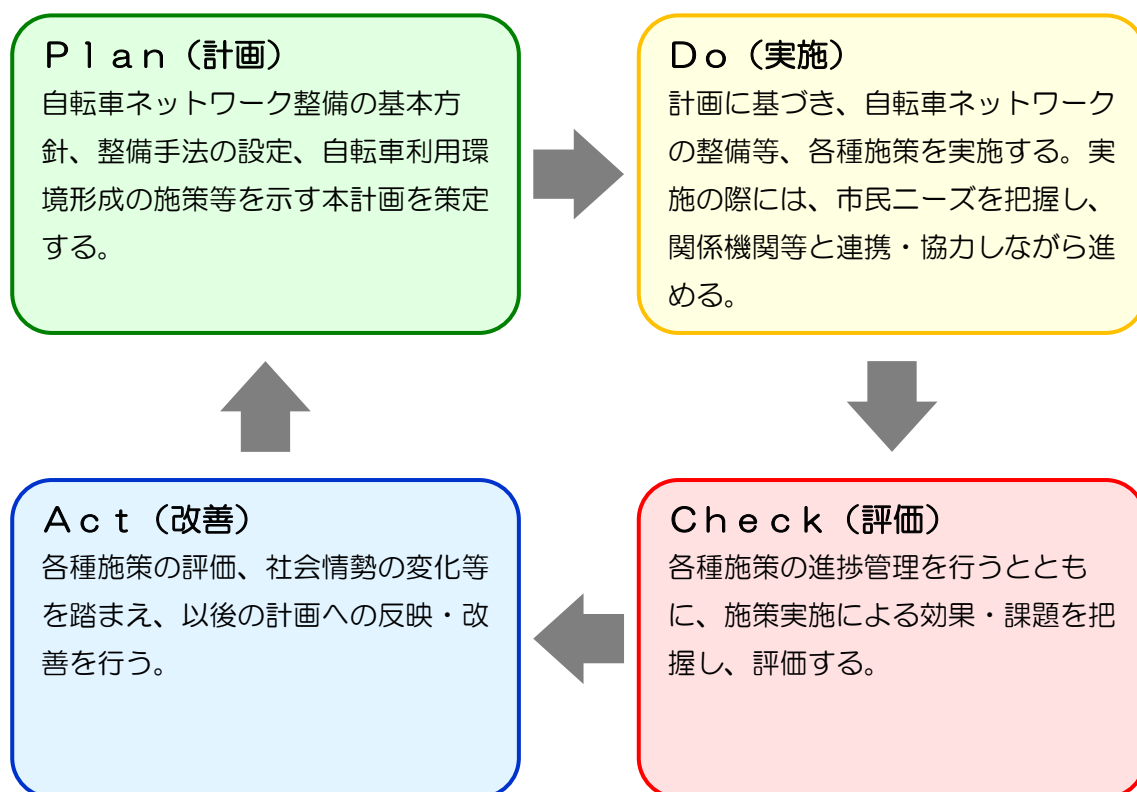 Ｐｌａｎ（計画）
自転車ネットワーク整備の基本方
針、整備手法の設定、自転車利用環
境形成の施策等を示す本計画を策定
する。
Ｄｏ（実施）
計画に基づき、自転車ネットワーク
の整備等、各種施策を実施する。実
施の際には、市民ニーズを把握し、
関係機関等と連携・協力しながら進
める。
Ａｃｔ（改善）
各種施策の評価、社会情勢の変化等
を踏まえ、以後の計画への反映・改
善を行う。
Ｃｈｅｃｋ（評価）
各種施策の進捗管理を行うととも
に、施策実施による効果・課題を把
握し、評価する。